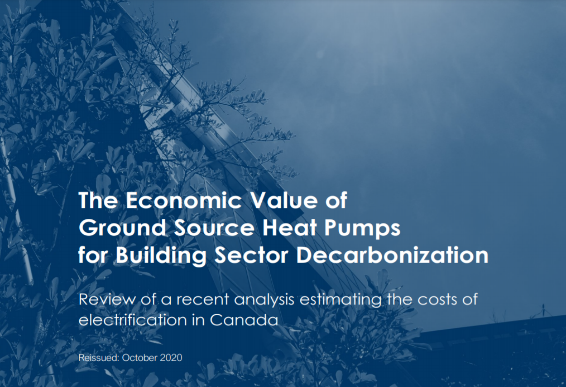 The Economic Value of
Ground Source Heat Pumps
for Building Sector Decarbonization
Review of a recent analysis estimating the costs of
electrification in Canada
Reissued: October 2020